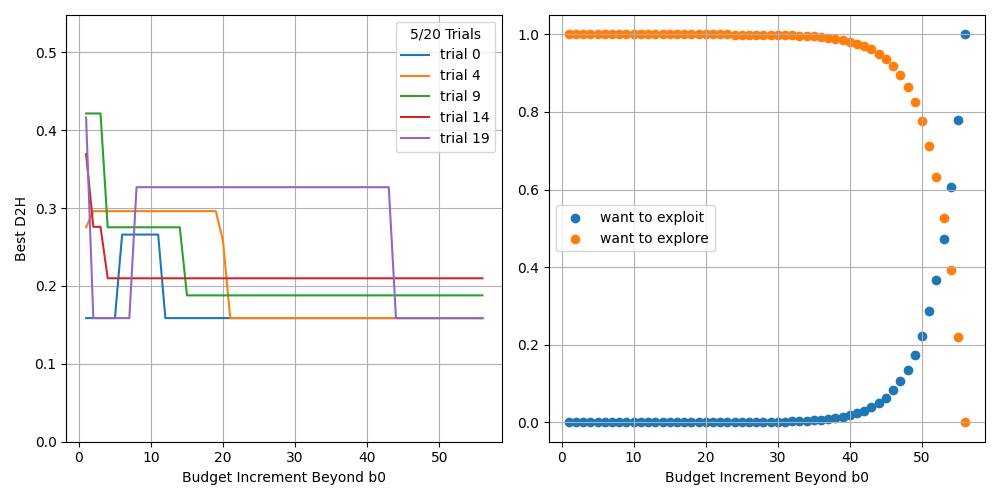 5/20 Trials
trial 0
trial 4
trial 9
trial 14
trial 19
0.5
0.4
0.3
0.2
0.1
0.0
Best D2H
0 10 20 30 40 50
Budget Increment Beyond b0
1.0
0.8
0.6
0.4
0.2
0.0
want to exploit
want to explore
0 10 20 30 40 50
Budget Increment Beyond b0